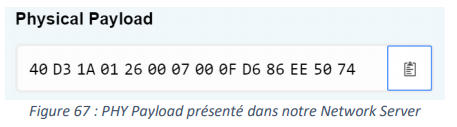 Physical Payload
40 D3 1A 01 26 00 07 00 0F D6 86 EE 50 74
Figure 67 : PHY Payload présenté dans notre Network Server